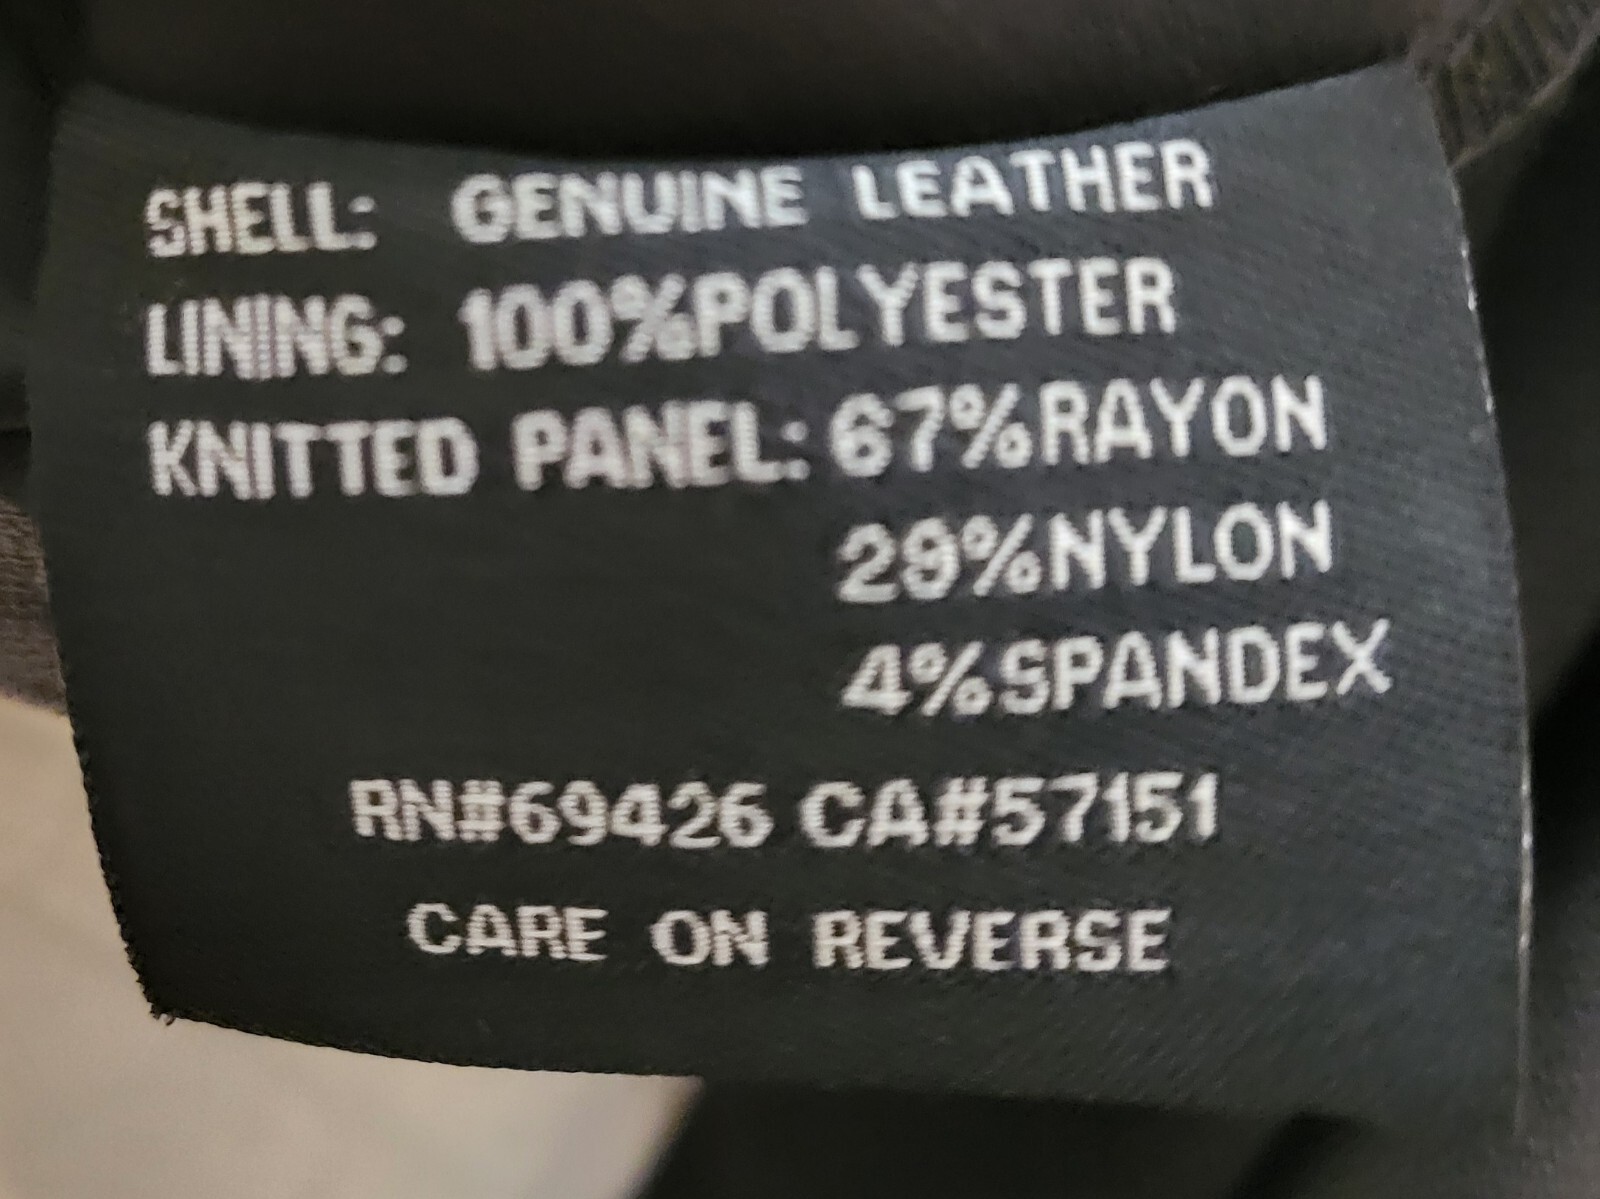 SHELL: GENUINE LEATHER
LINING: 100%POLYESTER
KNITTED PANEL: 67%RAYON
29%NYLON
4%SPANDEX
RN#69426 CA#57151
CARE ON REVERSE